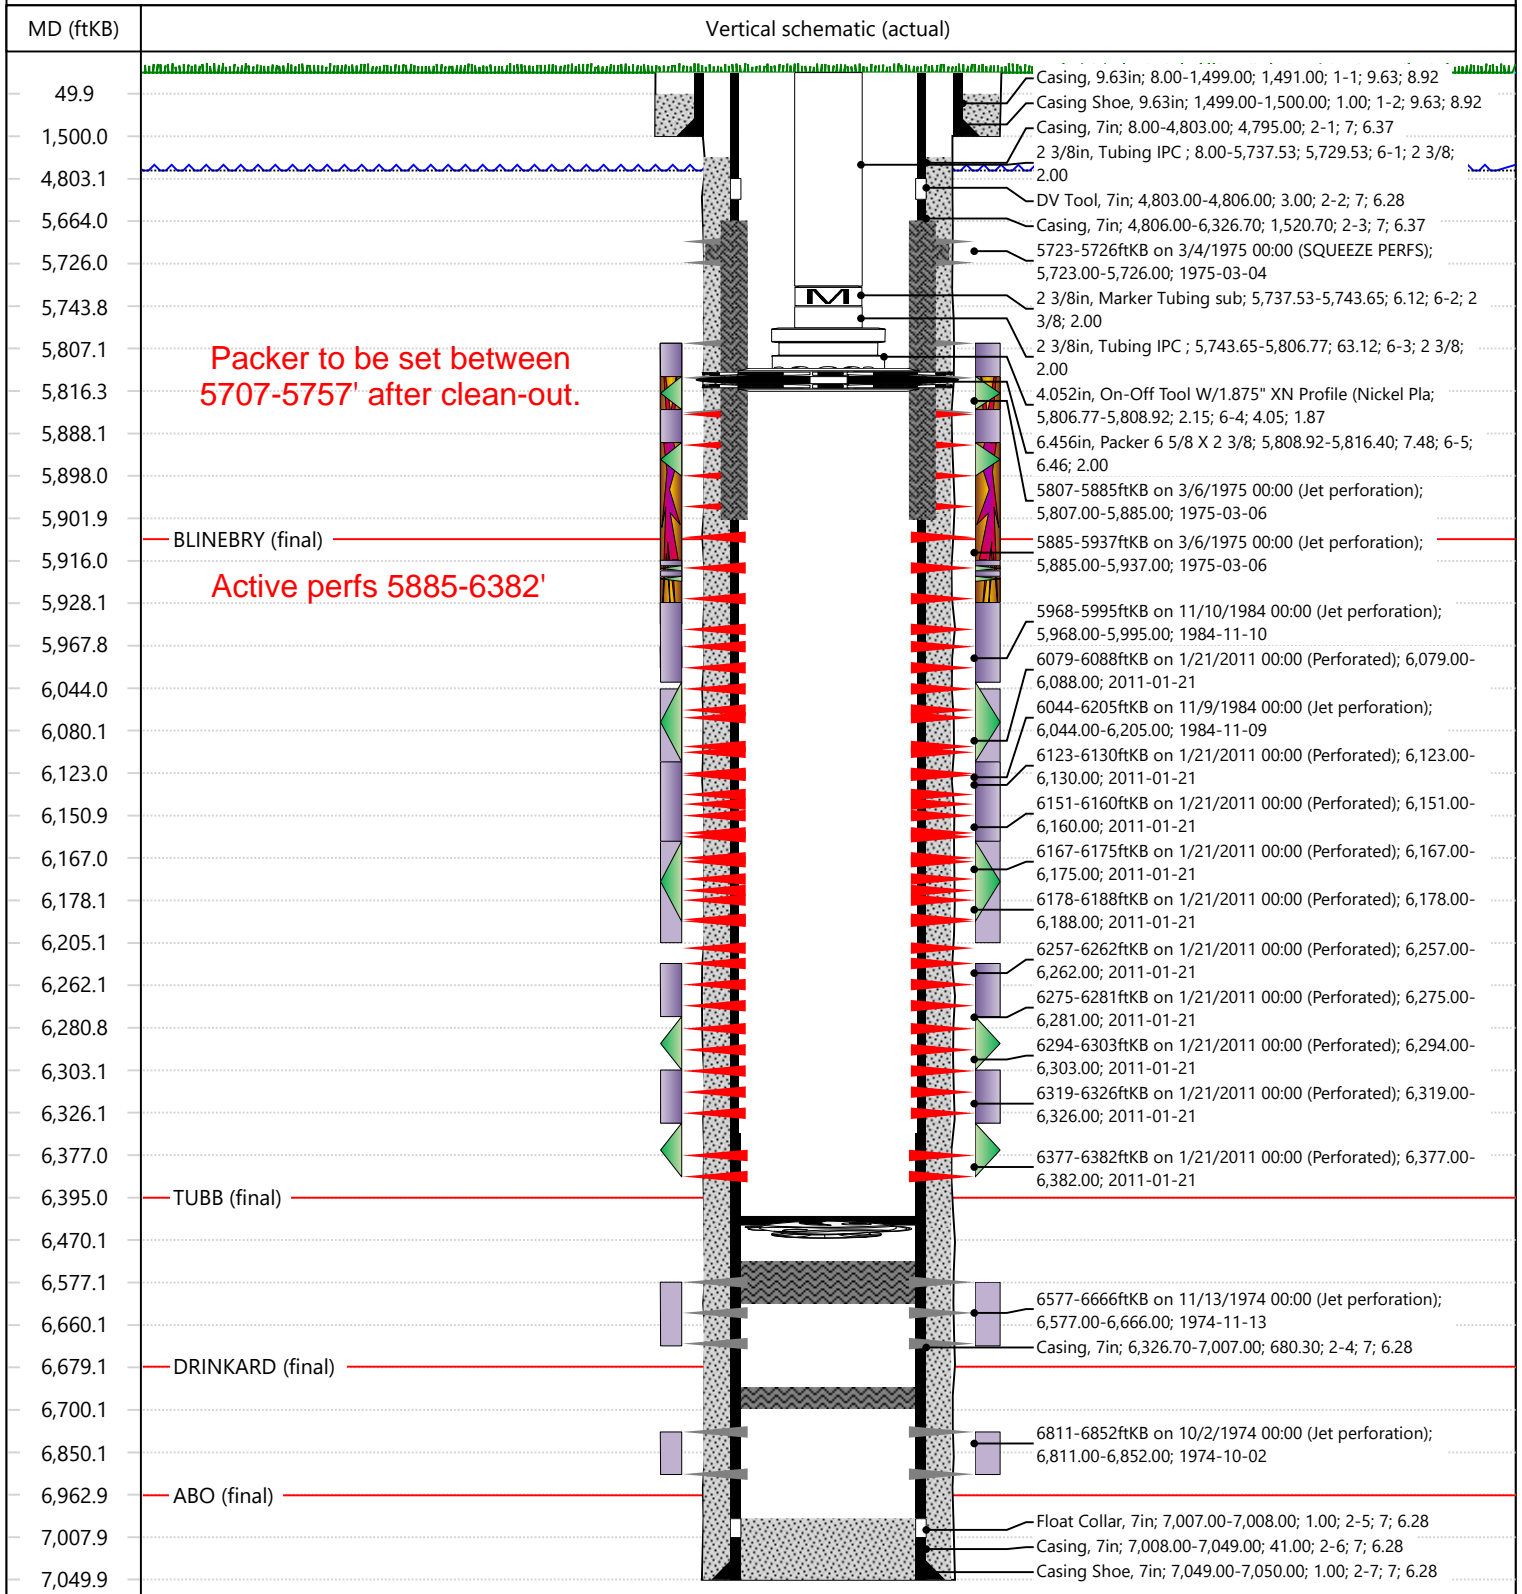 MD (ftKB)
Vertical schematic (actual)
49.9
1,500.0
4,803.1
5,664.0
5,726.0
5,743.8
5,807.1
5,816.3
5,888.1
5,898.0
5,901.9
5,916.0
5,928.1
5,967.8
6,044.0
6,080.1
6,123.0
6,150.9
6,167.0
6,178.1
6,205.1
6,262.1
6,280.8
6,303.1
6,326.1
6,377.0
6,395.0
6,470.1
6,577.1
6,660.1
6,679.1
6,700.1
6,850.1
6,962.9
7,007.9
7,049.9
Packer to be set between
5707-5757' after clean-out.
BLINEBRY (final)
Active perfs 5885-6382'
TUBB (final)
DRINKARD (final)
ABO (final)
M
Casing, 9.63in; 8.00-1,499.00; 1,491.00; 1-1; 9.63; 8.92
Casing Shoe, 9.63in; 1,499.00-1,500.00; 1.00; 1-2; 9.63; 8.92
Casing, 7in; 8.00-4,803.00; 4,795.00; 2-1; 7; 6.37
2 3/8in, Tubing IPC ; 8.00-5,737.53; 5,729.53; 6-1; 2 3/8;
2.00
DV Tool, 7in; 4,803.00-4,806.00; 3.00; 2-2; 7; 6.28
Casing, 7in; 4,806.00-6,326.70; 1,520.70; 2-3; 7; 6.37
5723-5726ftKB on 3/4/1975 00:00 (SQUEEZE PERFS);
5,723.00-5,726.00; 1975-03-04
2 3/8in, Marker Tubing sub; 5,737.53-5,743.65; 6.12; 6-2; 2
3/8; 2.00
2 3/8in, Tubing IPC ; 5,743.65-5,806.77; 63.12; 6-3; 2 3/8;
2.00
4.052in, On-Off Tool W/1.875" XN Profile (Nickel Pla;
5,806.77-5,808.92; 2.15; 6-4; 4.05; 1.87
6.456in, Packer 6 5/8 X 2 3/8; 5,808.92-5,816.40; 7.48; 6-5;
6.46; 2.00
5807-5885ftKB on 3/6/1975 00:00 (Jet perforation);
5,807.00-5,885.00; 1975-03-06
5885-5937ftKB on 3/6/1975 00:00 (Jet perforation);
5,885.00-5,937.00; 1975-03-06
5968-5995ftKB on 11/10/1984 00:00 (Jet perforation);
5,968.00-5,995.00; 1984-11-10
6079-6088ftKB on 1/21/2011 00:00 (Perforated); 6,079.00-
6,088.00; 2011-01-21
6044-6205ftKB on 11/9/1984 00:00 (Jet perforation);
6,044.00-6,205.00; 1984-11-09
6123-6130ftKB on 1/21/2011 00:00 (Perforated); 6,123.00-
6,130.00; 2011-01-21
6151-6160ftKB on 1/21/2011 00:00 (Perforated); 6,151.00-
6,160.00; 2011-01-21
6167-6175ftKB on 1/21/2011 00:00 (Perforated); 6,167.00-
6,175.00; 2011-01-21
6178-6188ftKB on 1/21/2011 00:00 (Perforated); 6,178.00-
6,188.00; 2011-01-21
6257-6262ftKB on 1/21/2011 00:00 (Perforated); 6,257.00-
6,262.00; 2011-01-21
6275-6281ftKB on 1/21/2011 00:00 (Perforated); 6,275.00-
6,281.00; 2011-01-21
6294-6303ftKB on 1/21/2011 00:00 (Perforated); 6,294.00-
6,303.00; 2011-01-21
6319-6326ftKB on 1/21/2011 00:00 (Perforated); 6,319.00-
6,326.00; 2011-01-21
6377-6382ftKB on 1/21/2011 00:00 (Perforated); 6,377.00-
6,382.00; 2011-01-21
6577-6666ftKB on 11/13/1974 00:00 (Jet perforation);
6,577.00-6,666.00; 1974-11-13
Casing, 7in; 6,326.70-7,007.00; 680.30; 2-4; 7; 6.28
6811-6852ftKB on 10/2/1974 00:00 (Jet perforation);
6,811.00-6,852.00; 1974-10-02
Float Collar, 7in; 7,007.00-7,008.00; 1.00; 2-5; 7; 6.28
Casing, 7in; 7,008.00-7,049.00; 41.00; 2-6; 7; 6.28
Casing Shoe, 7in; 7,049.00-7,050.00; 1.00; 2-7; 7; 6.28